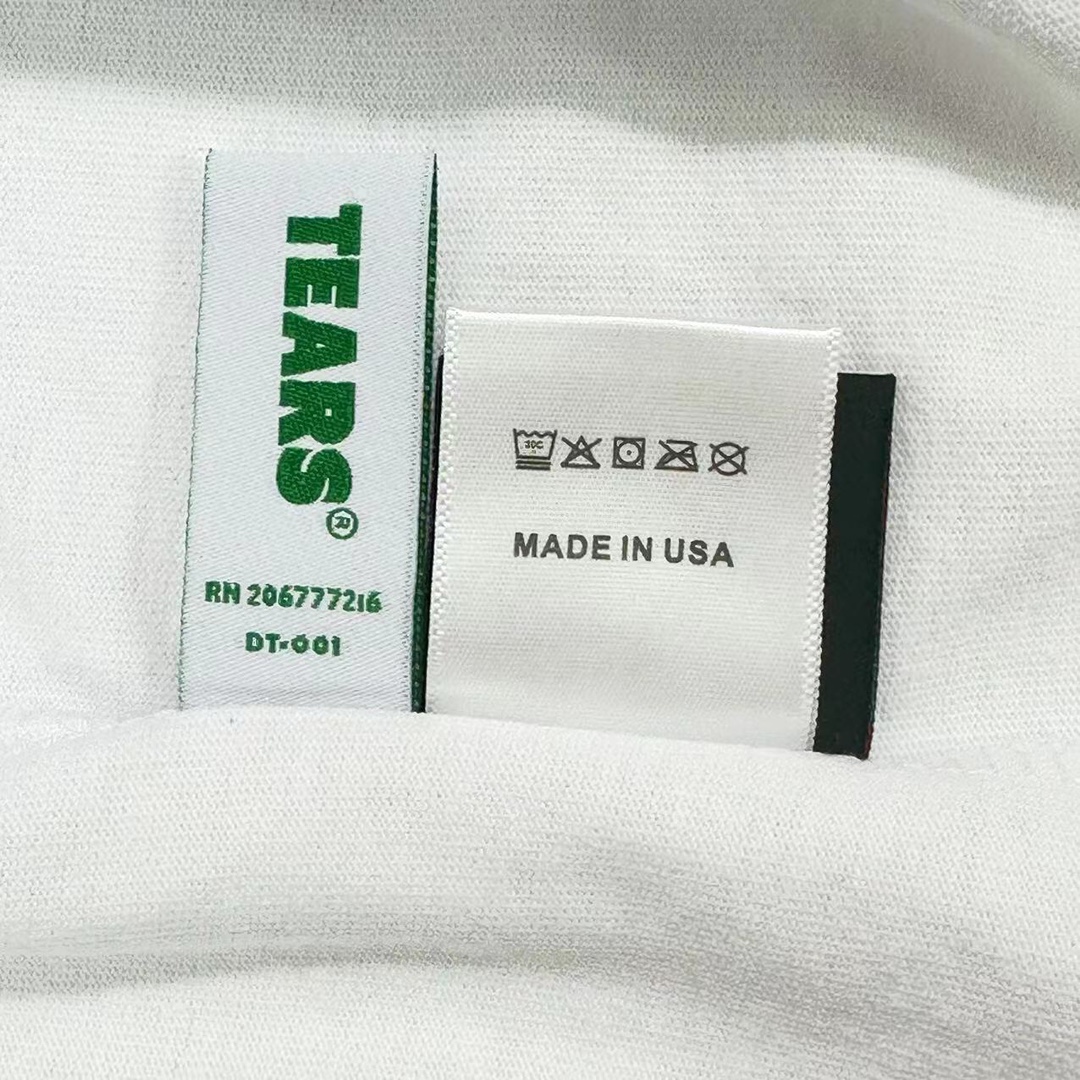 TEARS®
RN 206777216
DT-001
30C
MADE IN USA